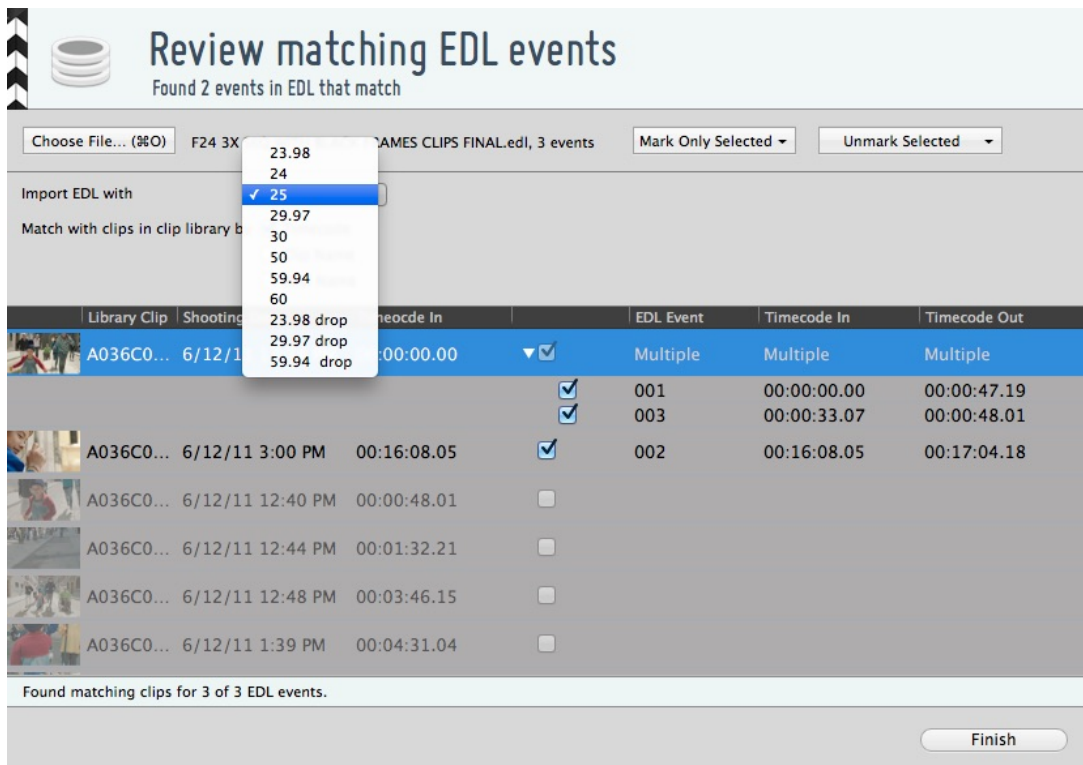 Review matching EDL events
Found 2 events in EDL that match
Choose File... (⌘O) F24 3X FRAMES CLIPS FINAL.edl, 3 events Mark Only Selected Unmark Selected
Import EDL with
Match with clips in clip library
23.98
24
✓ 25
29.97
30
50
59.94
60
23.98 drop
29.97 drop
59.94 drop
Library Clip Shooting In EDL Event Timecode In Timecode Out
A036C0... 6/12/1 :00:00.00 Multiple Multiple Multiple
001 00:00:00.00 00:00:47.19
003 00:00:33.07 00:00:48.01
A036C0... 6/12/11 3:00 PM 00:16:08.05 002 00:16:08.05 00:17:04.18
A036C0... 6/12/11 12:40 PM 00:00:48.01
A036C0... 6/12/11 12:44 PM 00:01:32.21
A036C0... 6/12/11 12:48 PM 00:03:46.15
A036C0... 6/12/11 1:39 PM 00:04:31.04
Found matching clips for 3 of 3 EDL events.
Finish